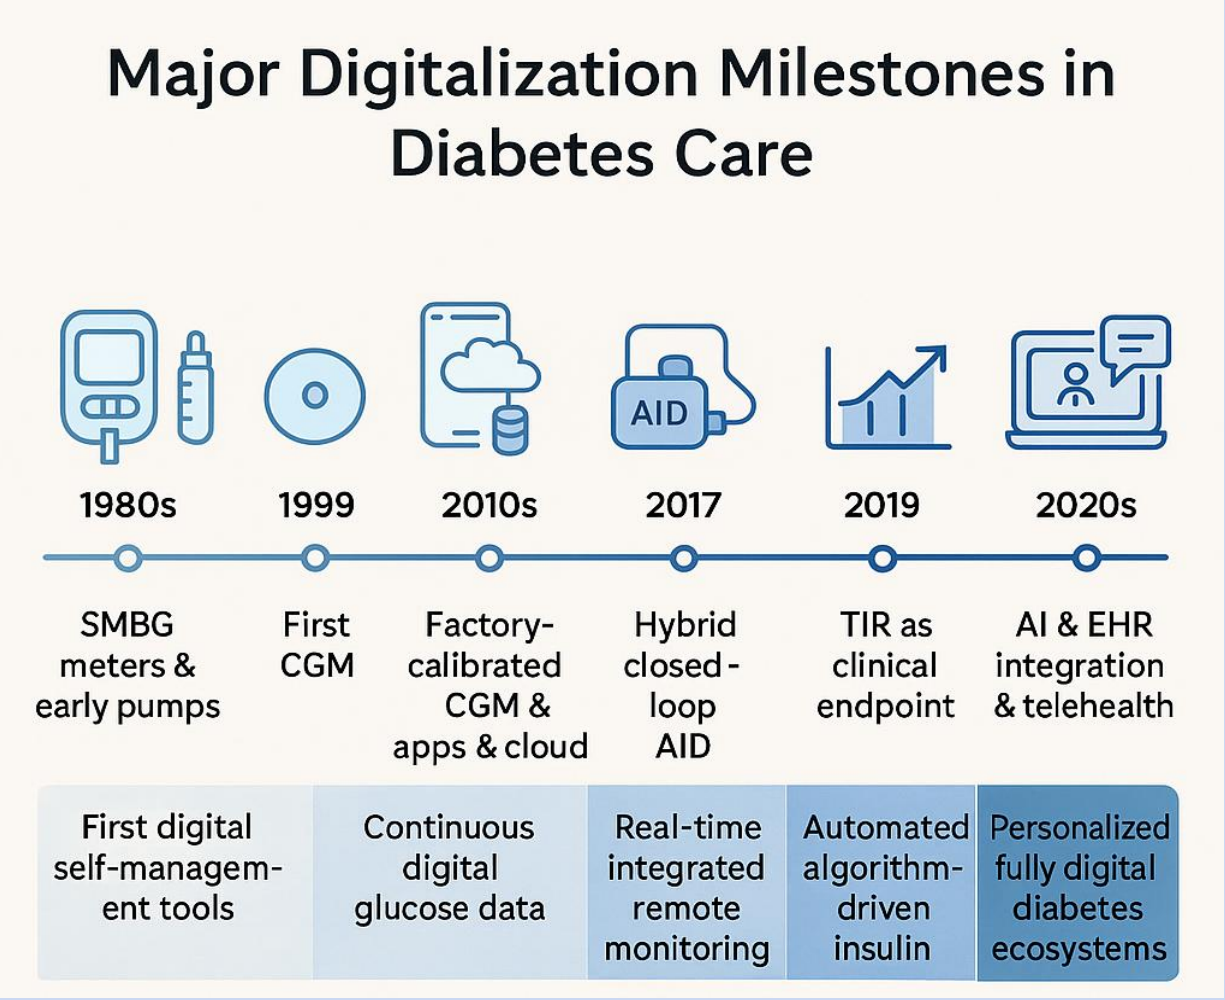 Major Digitalization Milestones in
Diabetes Care
AID
1980s
1999
2010s
2017
2019
2020s
SMBG
meters &
early pumps
First
CGM
Factory-
calibrated
CGM &
apps & cloud
Hybrid
closed-
loop
AID
TIR as
clinical
endpoint
AI & EHR
integration
& telehealth
First digital
self-managem-
ent tools
Continuous
digital
glucose data
Real-time
integrated
remote
monitoring
Automated
algorithm-
driven
insulin
Personalized
fully digital
diabetes
ecosystems